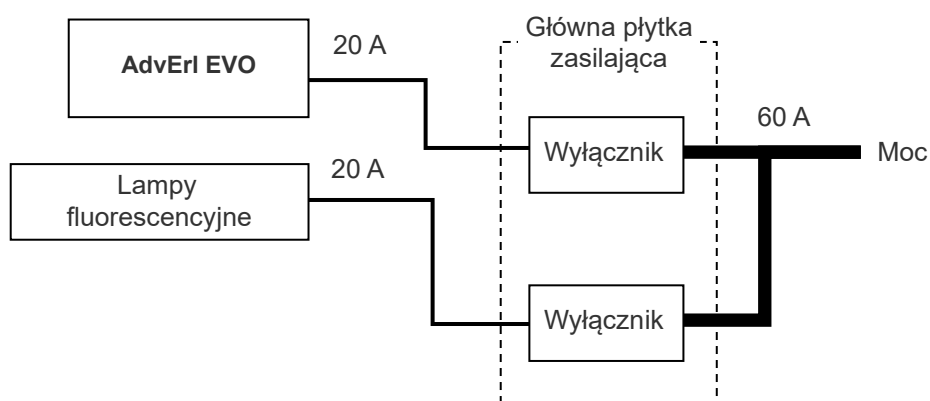 Główna płytka
zasilająca
AdvErl EVO
20 A
60 A
Wyłącznik
Moc
Lampy
fluorescencyjne
20 A
Wyłącznik